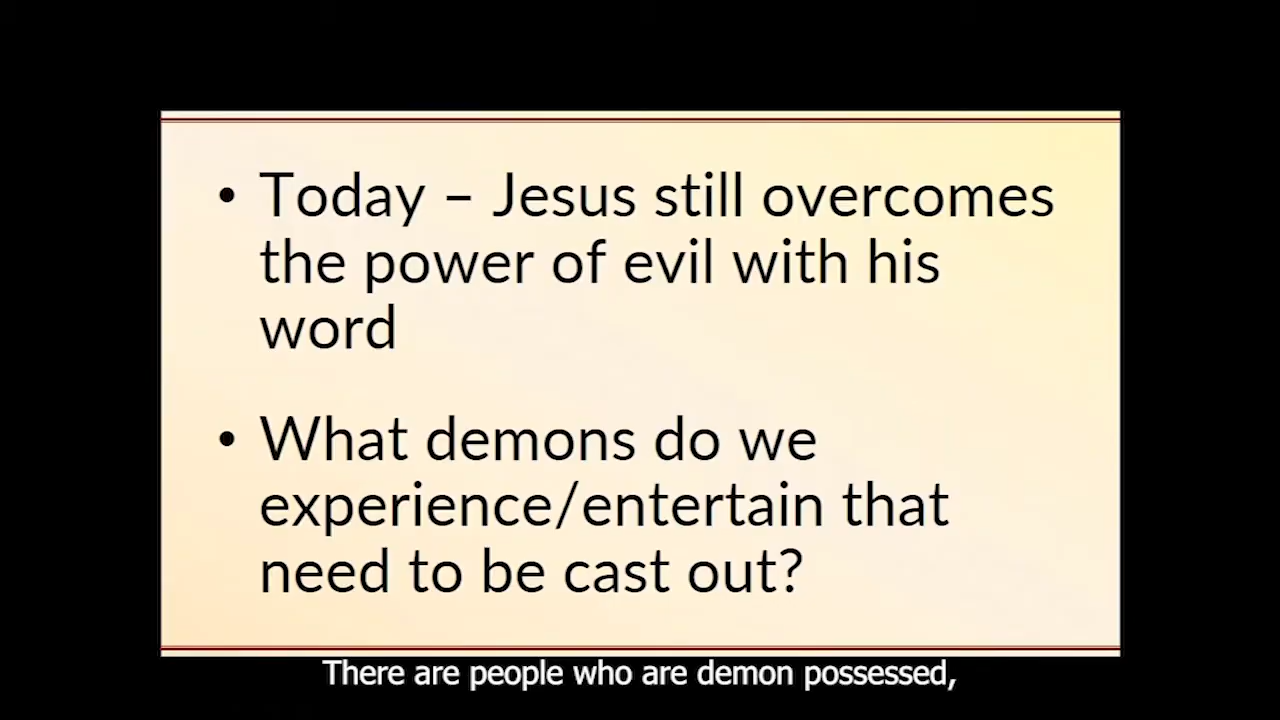 • Today – Jesus still overcomes
the power of evil with his
word
• What demons do we
experience/entertain that
need to be cast out?
There are people who are demon possessed,